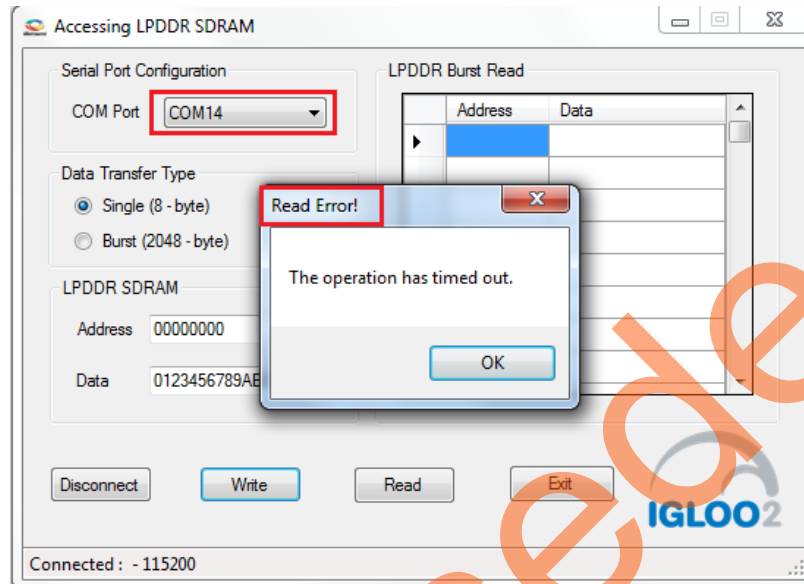 Accessing LPDDR SDRAM
Serial Port Configuration
COM Port COM14
Data Transfer Type
Single (8 - byte)
Burst (2048 - byte)
LPDDR SDRAM
Address 00000000
Data
LPDDR Burst Read
Address Data
Read Error!
The operation has timed out.
OK
Disconnect Write Read Exit
IGLOO2
Connected : - 115200